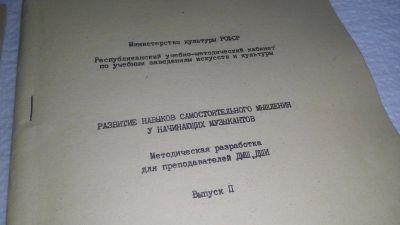 Министерство культуры РСФСР
Республиканский учебно-методический кабинет
по учебным заведениям искусств и культуры
РАЗВИТИЕ НАВЫКОВ САМОСТОЯТЕЛЬНОГО МЫШЛЕНИЯ
У НАЧИНАЮЩИХ МУЗЫКАНТОВ
Методическая разработка
для преподавателей ДМШ, ДШИ
Выпуск II